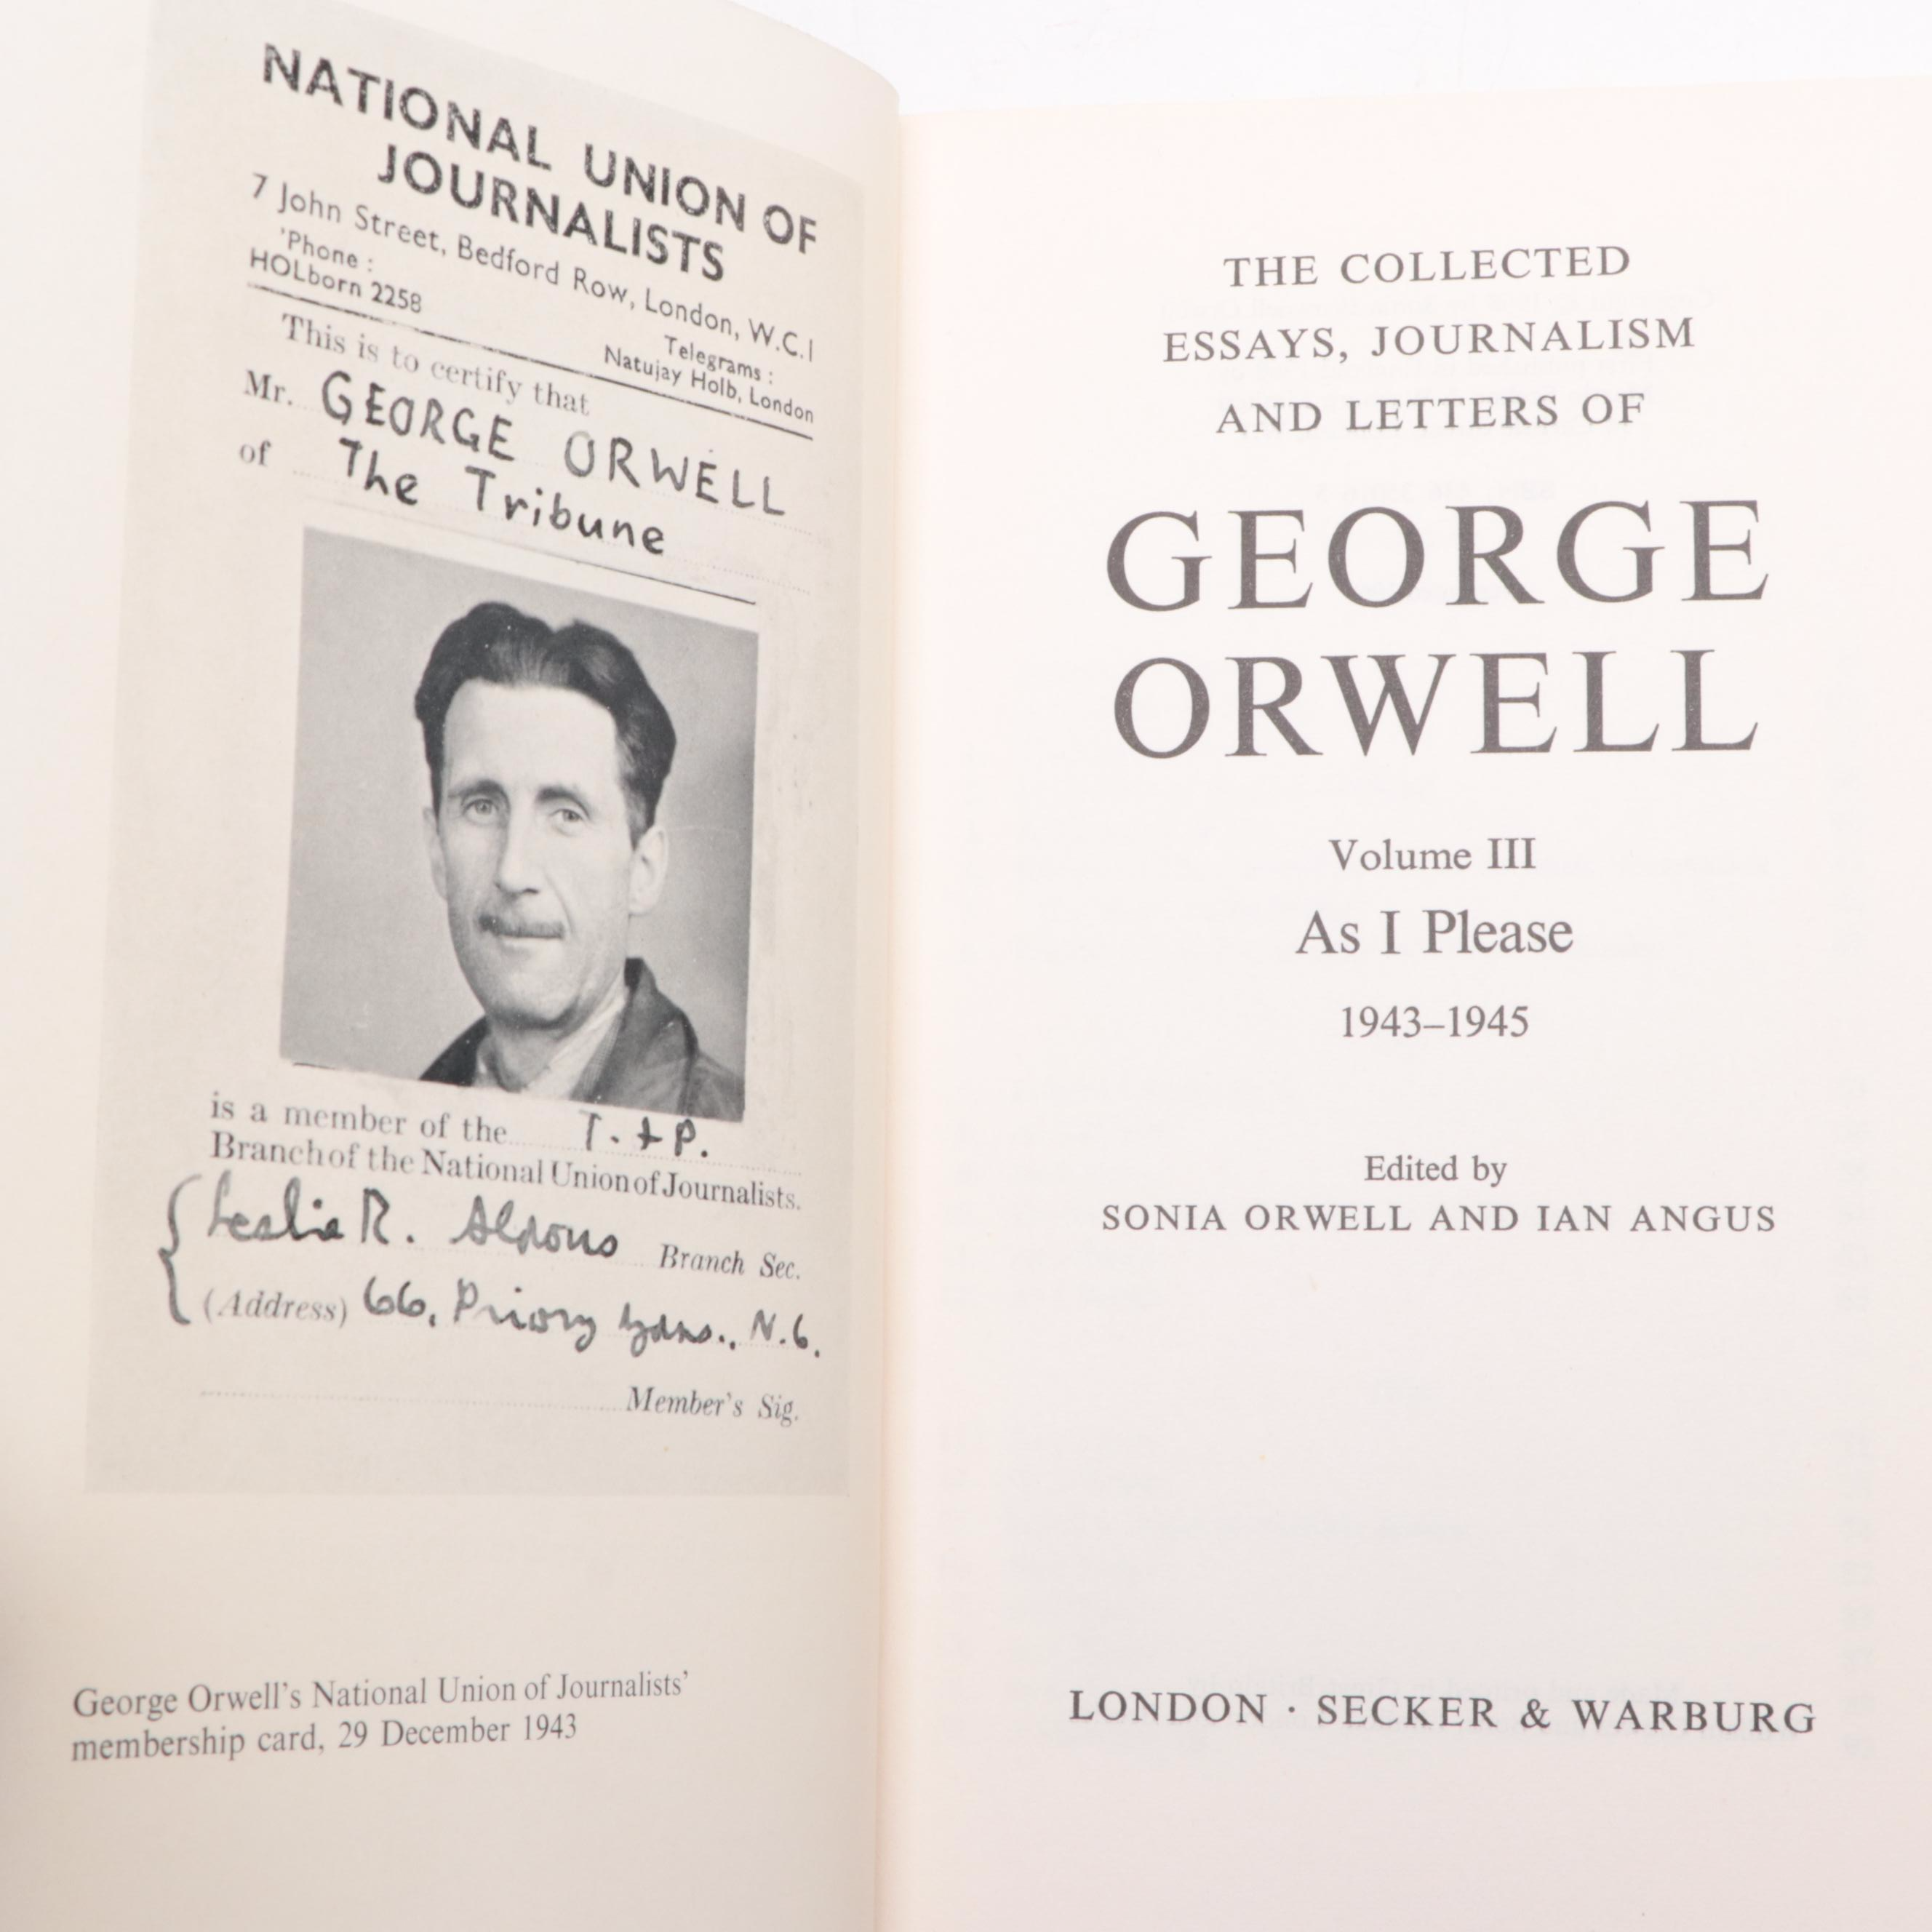 NATIONAL UNION OF
JOURNALISTS
7 John Street, Bedford Row, London, W.C.1
'Phone :
HOLborn 2258
Telegrams :
Natujay Holb, London
This is to certify that
Mr. GEORGE ORWELL
of The Tribune
is a member of the T. & P.
Branch of the National Union of Journalists.
Leslie R. Aldous Branch Sec.
(Address) 66, Priory Gdns., N.6.
Member's Sig.
George Orwell's National Union of Journalists'
membership card, 29 December 1943
THE COLLECTED
ESSAYS, JOURNALISM
AND LETTERS OF
GEORGE
ORWELL
Volume III
As I Please
1943–1945
Edited by
SONIA ORWELL AND IAN ANGUS
LONDON · SECKER & WARBURG